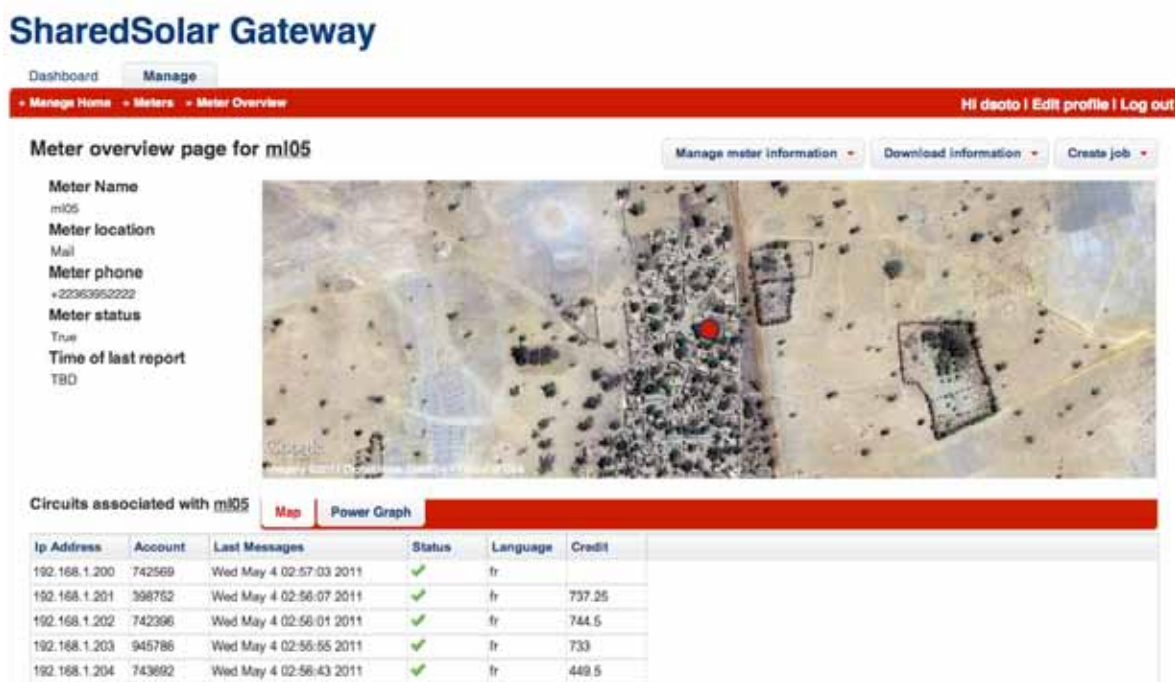 SharedSolar Gateway
Dashboard Manage
» Manage Home » Meters » Meter Overview Hi dsoto | Edit profile | Log out
Meter overview page for ml05
Manage meter information Download information Create job
Meter Name
ml05
Meter location
Mali
Meter phone
+22363952222
Meter status
True
Time of last report
TBD
Google
Circuits associated with ml05 Map Power Graph
Ip Address Account Last Messages Status Language Credit
192.168.1.200 742569 Wed May 4 02:57:03 2011 fr
192.168.1.201 398752 Wed May 4 02:56:07 2011 fr 737.25
192.168.1.202 742396 Wed May 4 02:56:01 2011 fr 744.5
192.168.1.203 945786 Wed May 4 02:55:55 2011 fr 733
192.168.1.204 743692 Wed May 4 02:56:43 2011 fr 449.5